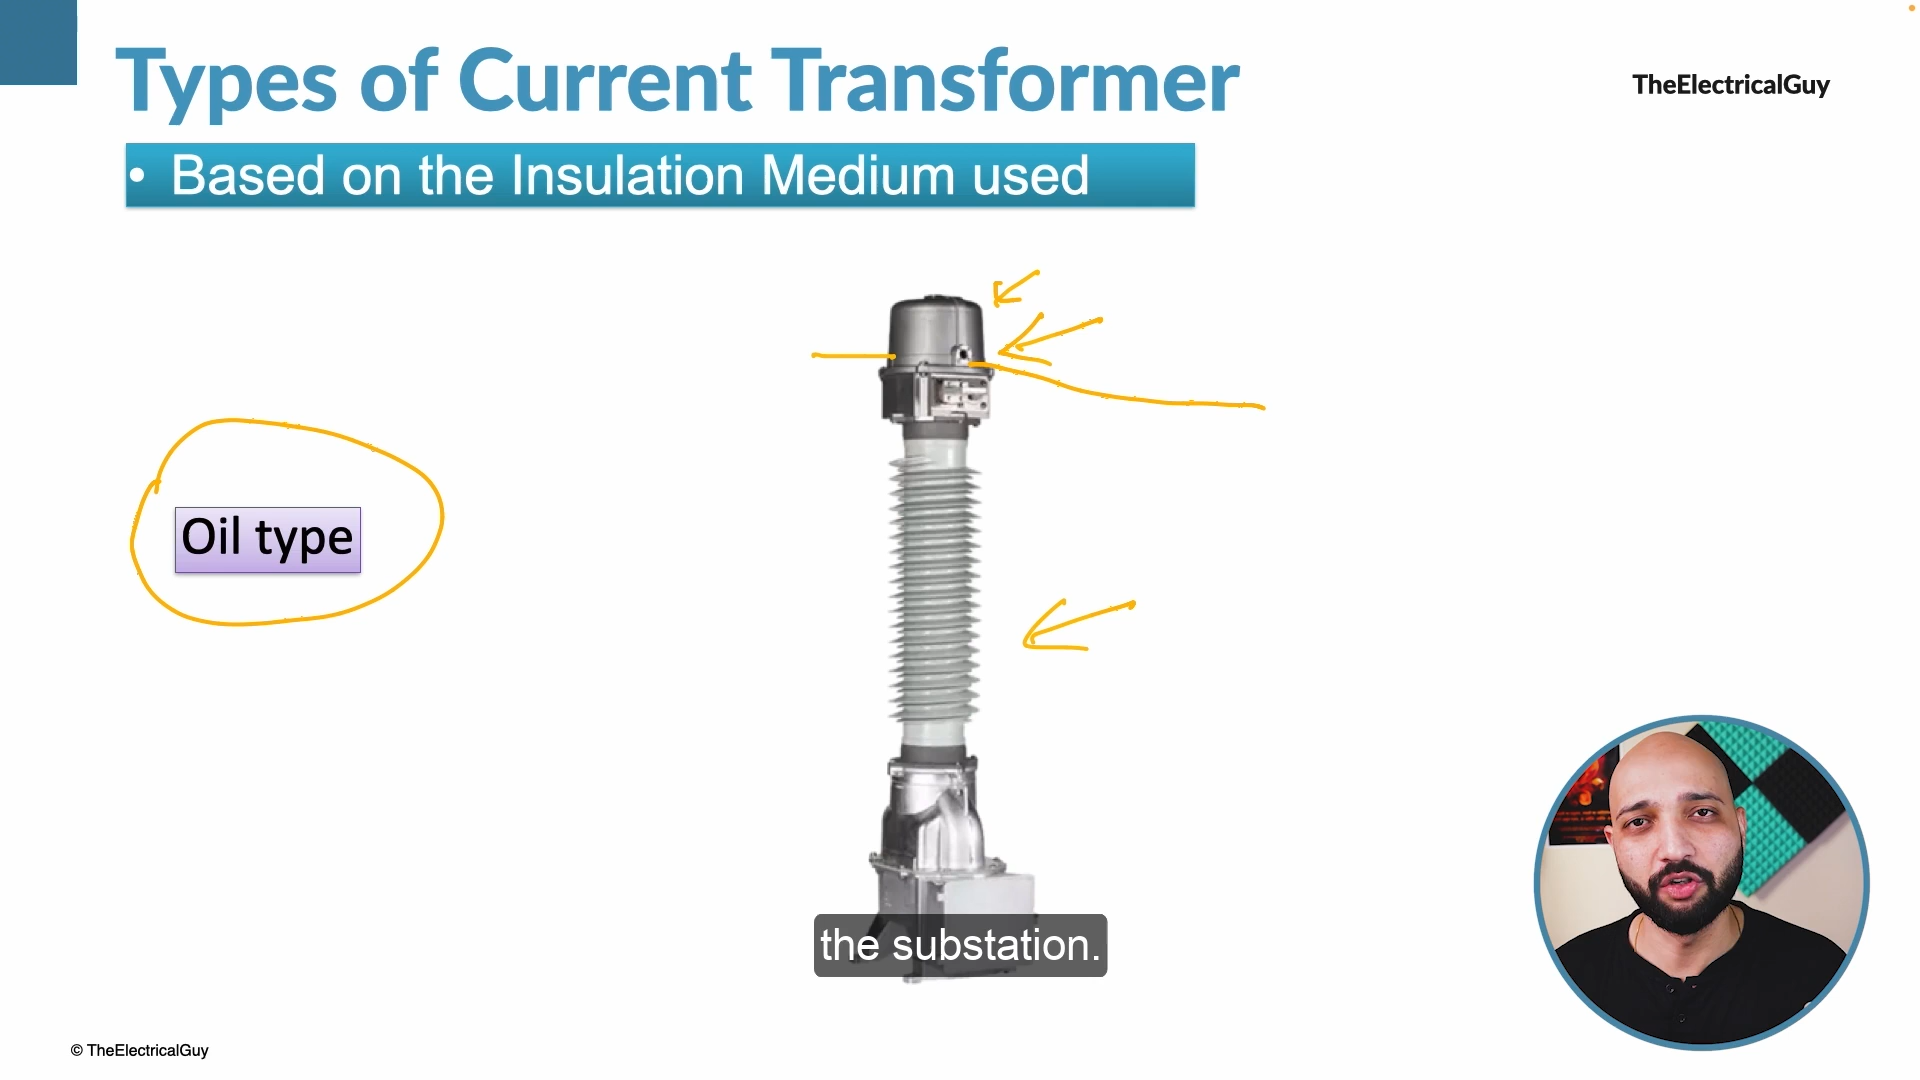 Types of Current Transformer
TheElectricalGuy
• Based on the Insulation Medium used
Oil type
the substation.
© TheElectricalGuy